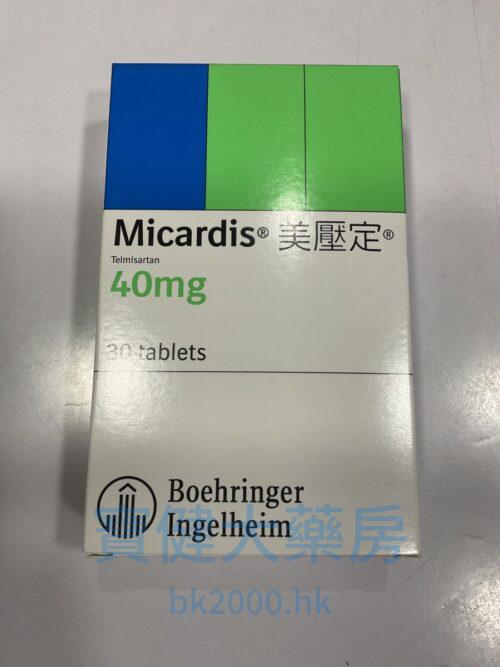 Micardis® 美壓定®
Telmisartan
40mg
30 tablets
Boehringer
Ingelheim
寶健大藥房
bk2000.hk